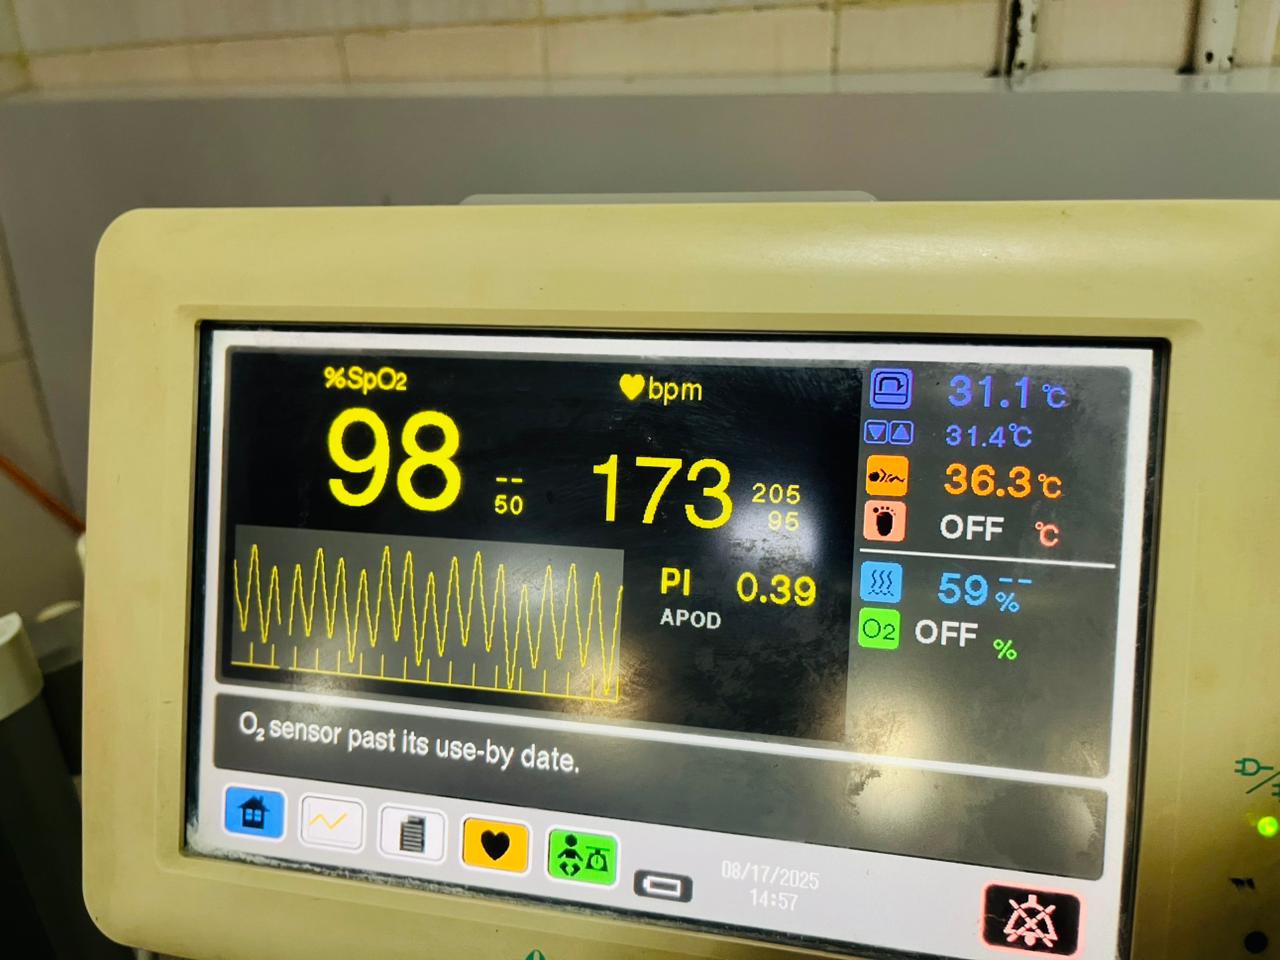 %SpO2
98
--
50
bpm
173
205
95
PI 0.39
APOD
31.1 °C
31.4°C
36.3 °C
OFF °C
59 -- %
O2 OFF %
O2 sensor past its use-by date.
08/17/2025
14:57